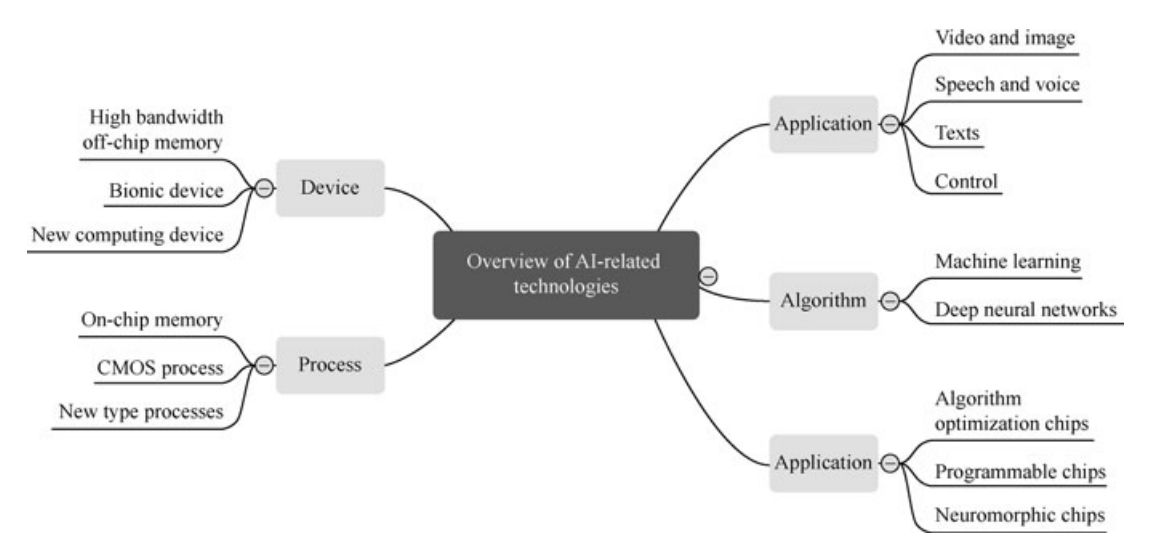 Overview of AI-related
technologies
Device
High bandwidth
off-chip memory
Bionic device
New computing device
Process
On-chip memory
CMOS process
New type processes
Application
Video and image
Speech and voice
Texts
Control
Algorithm
Machine learning
Deep neural networks
Application
Algorithm
optimization chips
Programmable chips
Neuromorphic chips